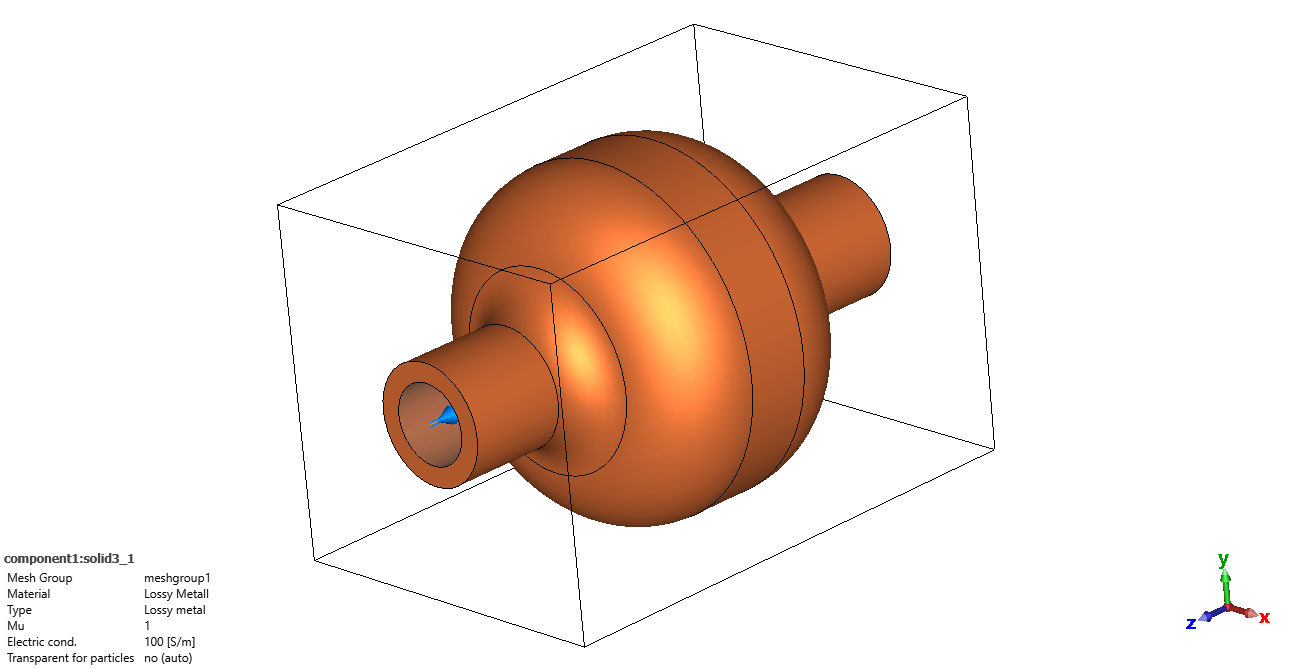 component1:solid3_1
Mesh Group meshgroup1
Material Lossy Metall
Type Lossy metal
Mu 1
Electric cond. 100 [S/m]
Transparent for particles no (auto)
y
z x